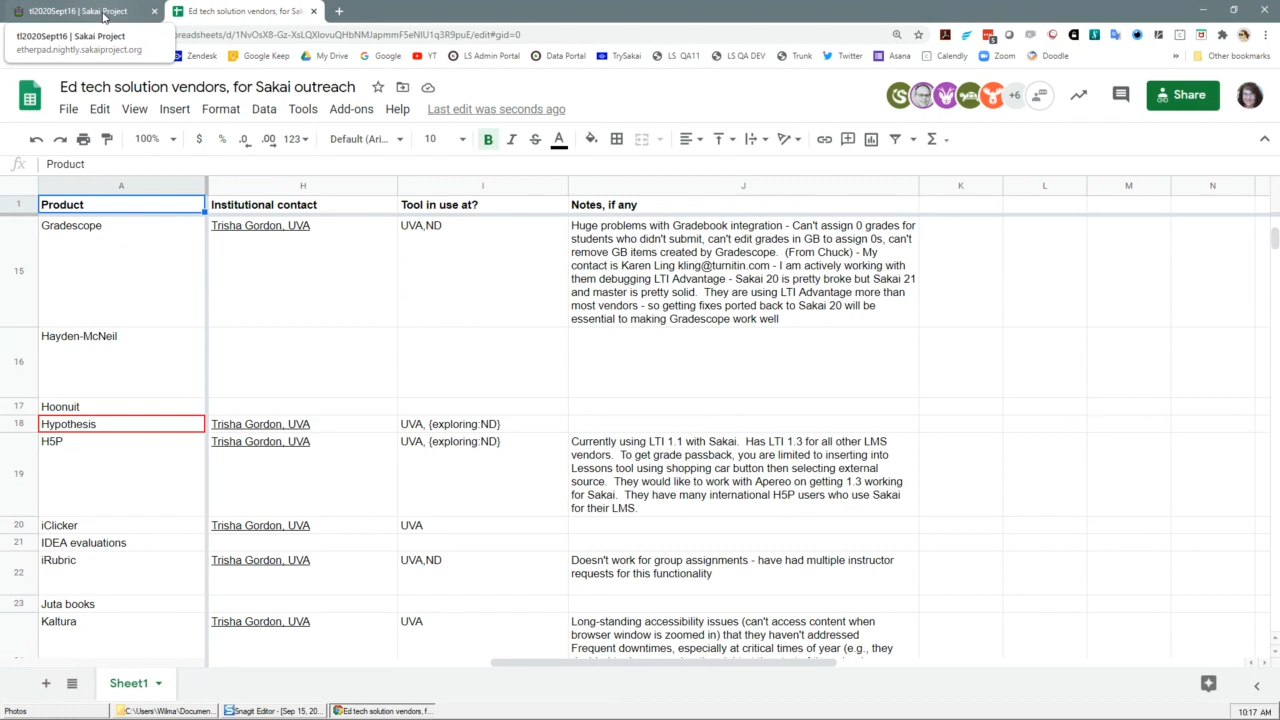 tl2020Sept16 | Sakai Project
Ed tech solution vendors, for Sa
tl2020Sept16 | Sakai Project
etherpad.nightly.sakaiproject.org
preadsheets/d/1NvOsX8-Gz-XsLQXlovuQHbNMJapmmF5eNIU1q3R9puE/edit#gid=0
Zendesk
Google Keep
My Drive
Google
YT
LS Admin Portal
Data Portal
TrySakai
LS QA11
LS QA DEV
Trunk
Twitter
Asana
Calendly
Zoom
Doodle
Other bookmarks
Ed tech solution vendors, for Sakai outreach
File Edit View Insert Format Data Tools Add-ons Help Last edit was seconds ago
+6
Share
100%
$ % .0 .00 123
Default (Ari...
10
B I S A
fx Product
A H I J K L M N
1 Product Institutional contact Tool in use at? Notes, if any
15 Gradescope Trisha Gordon, UVA UVA,ND
Huge problems with Gradebook integration - Can't assign 0 grades for
students who didn't submit, can't edit grades in GB to assign 0s, can't
remove GB items created by Gradescope. (From Chuck) - My
contact is Karen Ling kling@turnitin.com - I am actively working with
them debugging LTI Advantage - Sakai 20 is pretty broke but Sakai 21
and master is pretty solid. They are using LTI Advantage more than
most vendors - so getting fixes ported back to Sakai 20 will be
essential to making Gradescope work well
16 Hayden-McNeil
17 Hoonuit
18 Hypothesis Trisha Gordon, UVA UVA, {exploring:ND}
19 H5P Trisha Gordon, UVA UVA, {exploring:ND}
Currently using LTI 1.1 with Sakai. Has LTI 1.3 for all other LMS
vendors. To get grade passback, you are limited to inserting into
Lessons tool using shopping car button then selecting external
source. They would like to work with Apereo on getting 1.3 working
for Sakai. They have many international H5P users who use Sakai
for their LMS.
20 iClicker Trisha Gordon, UVA UVA
21 IDEA evaluations
22 iRubric Trisha Gordon, UVA UVA,ND
Doesn't work for group assignments - have had multiple instructor
requests for this functionality
23 Juta books
Kaltura Trisha Gordon, UVA UVA
Long-standing accessibility issues (can't access content when
browser window is zoomed in) that they haven't addressed
Frequent downtimes, especially at critical times of year (e.g., they
Sheet1
Photos
C:\Users\Wilma\Documen...
Snagit Editor - [Sep 15, 20...
Ed tech solution vendors, f...
10:17 AM